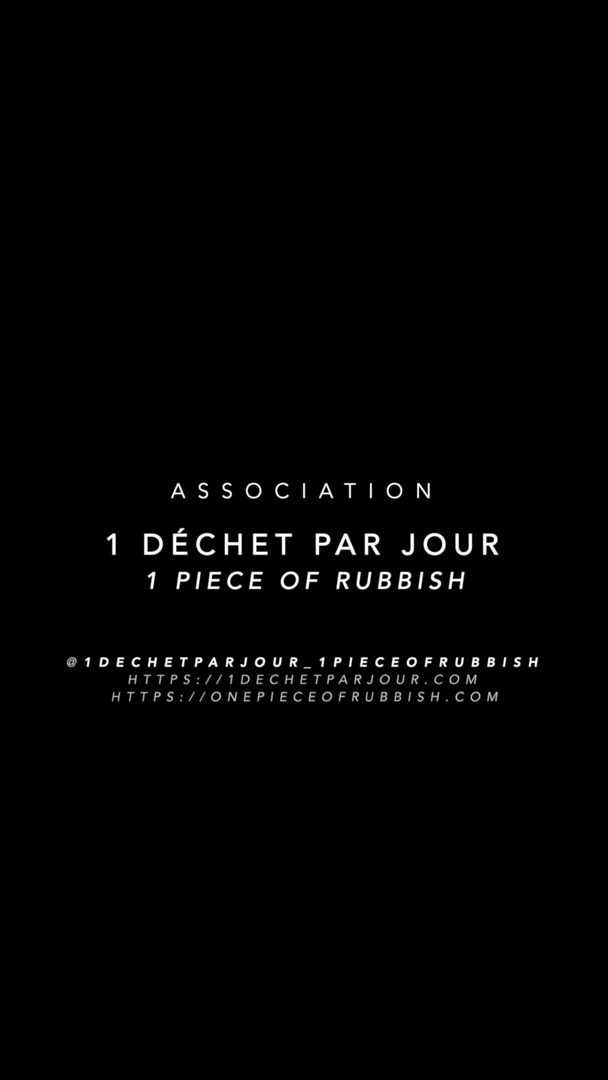 ASSOCIATION
1 DÉCHET PAR JOUR
1 PIECE OF RUBBISH
@1DECHETPARJOUR_1PIECEOFRUBBISH
HTTPS://1DECHETPARJOUR.COM
HTTPS://ONEPIECEOFRUBBISH.COM